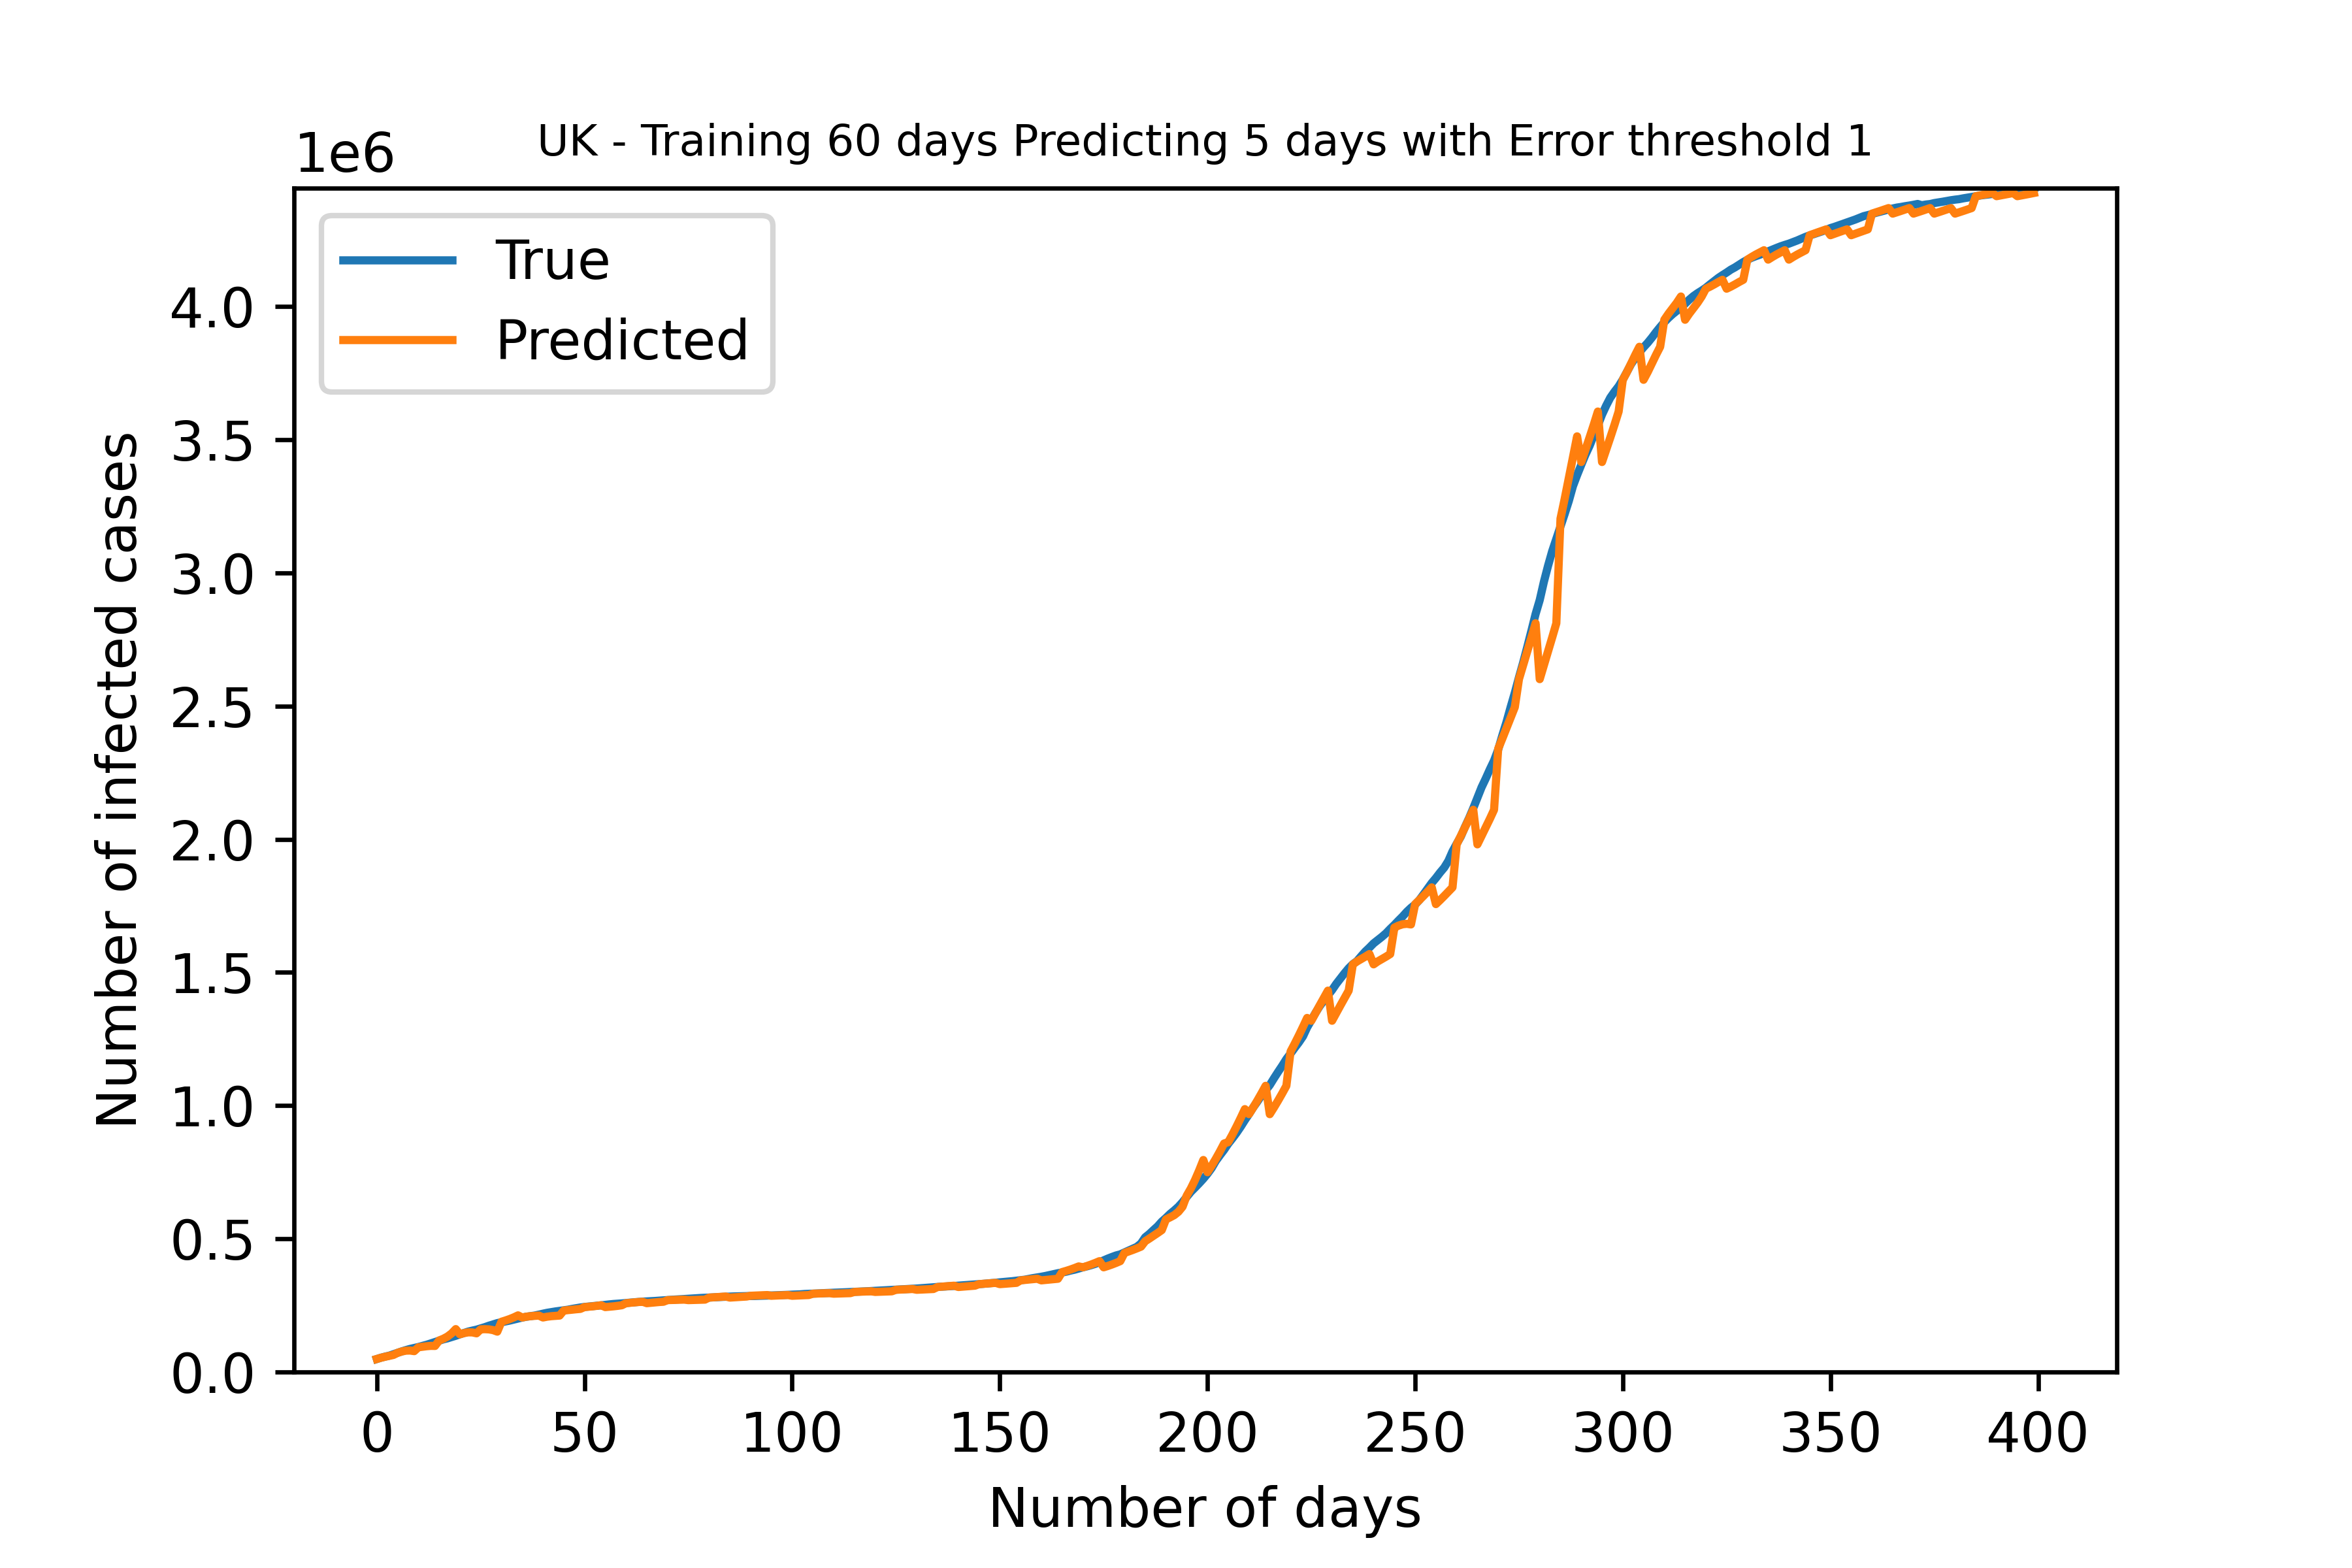 UK - Training 60 days Predicting 5 days with Error threshold 1
1e6
True
Predicted
Number of infected cases
4.0
3.5
3.0
2.5
2.0
1.5
1.0
0.5
0.0
0 50 100 150 200 250 300 350 400
Number of days